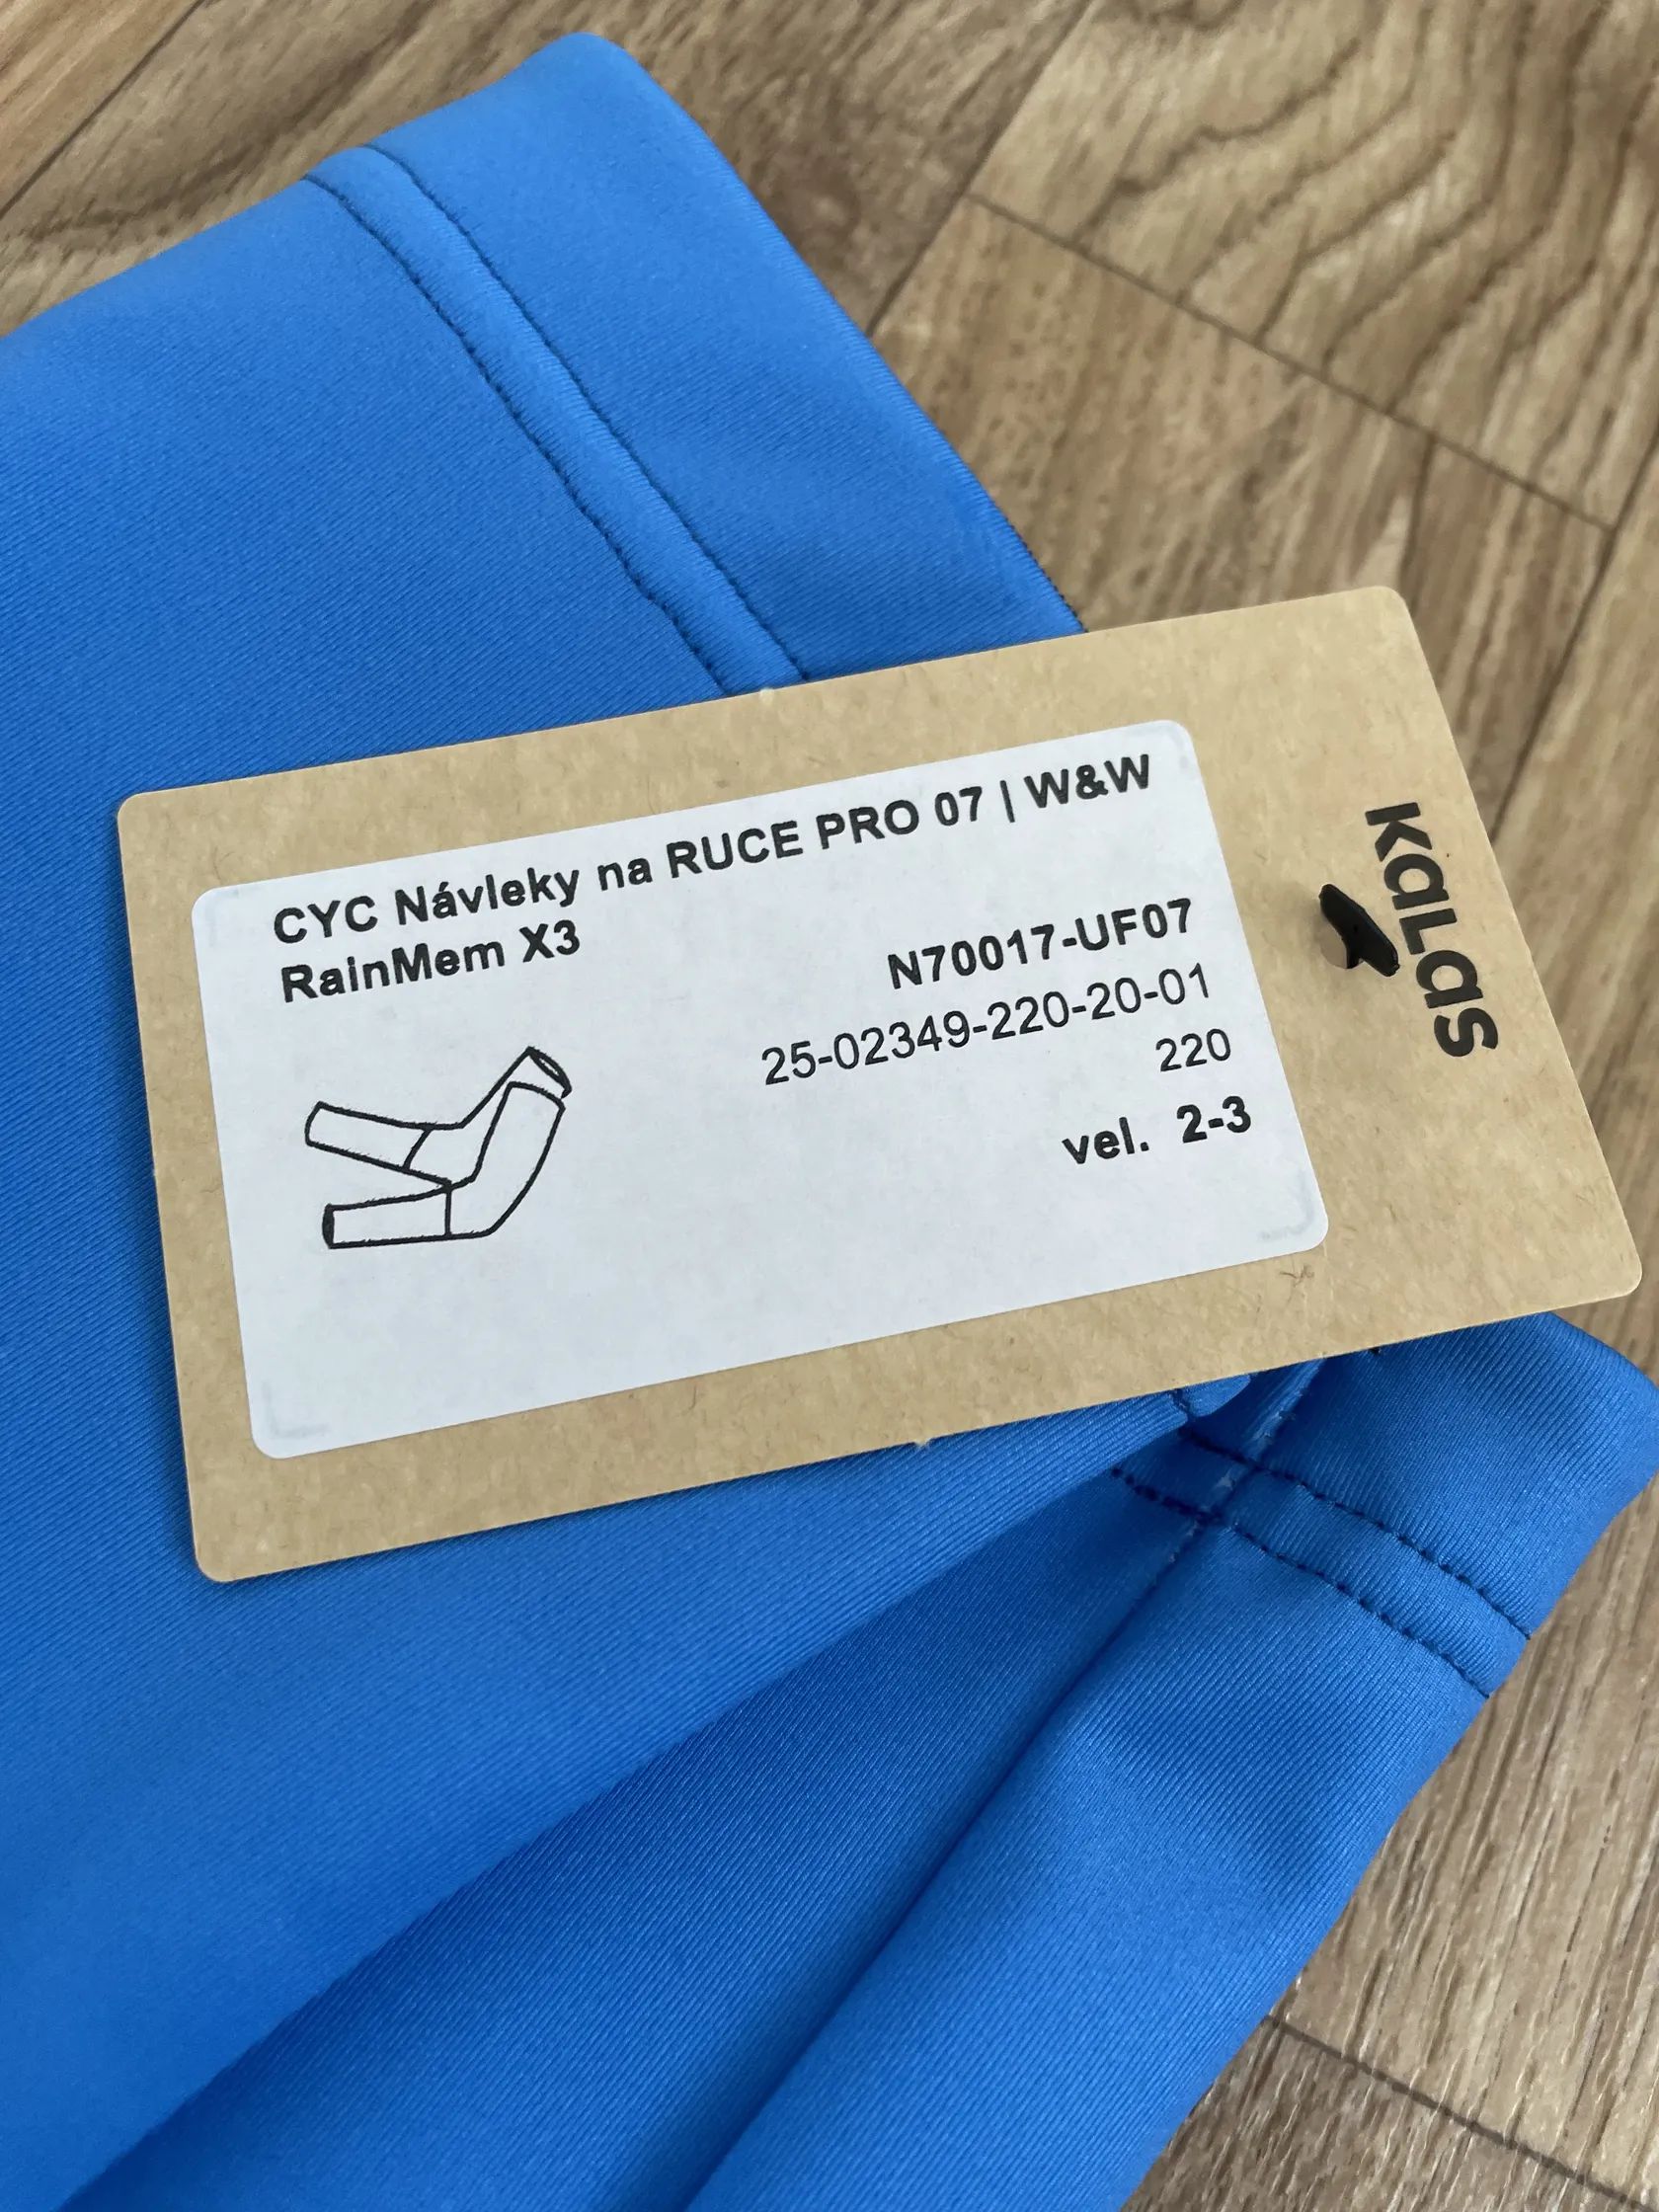 CYC Návleky na RUCE PRO 07 | W&W
RainMem X3
N70017-UF07
25-02349-220-20-01
220
vel. 2-3
KaLas